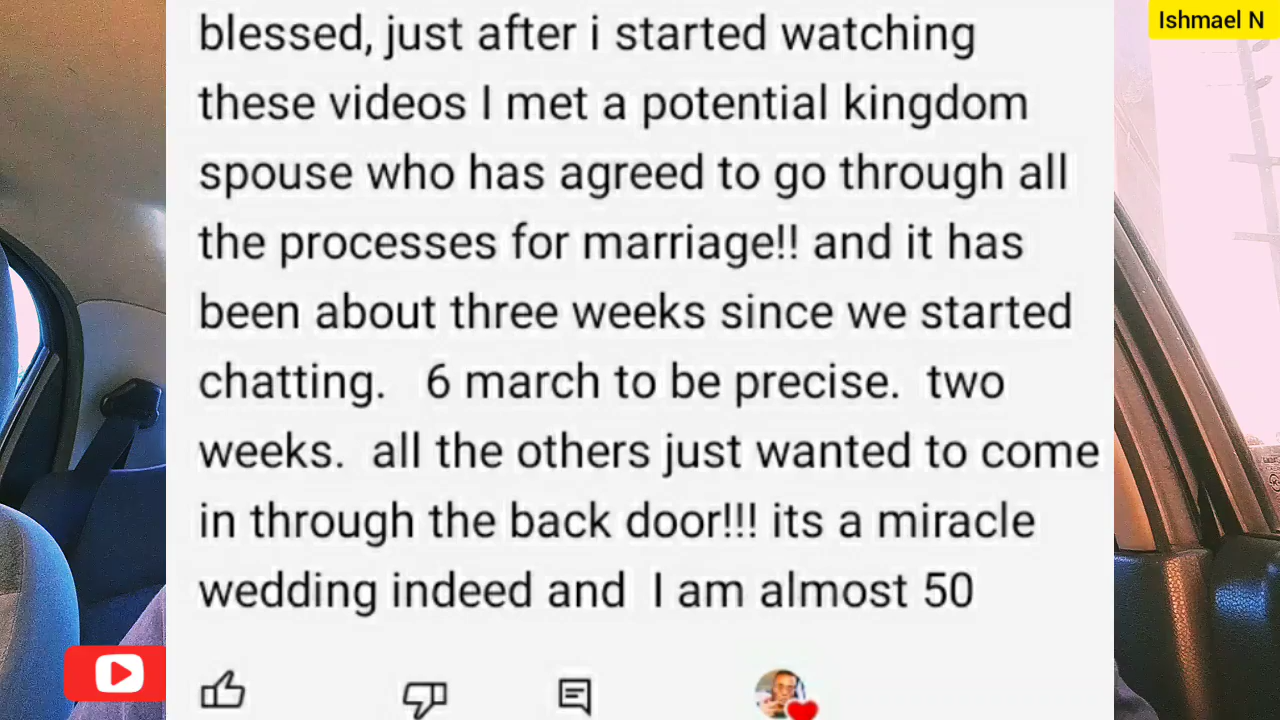 Ishmael N
blessed, just after i started watching
these videos I met a potential kingdom
spouse who has agreed to go through all
the processes for marriage!! and it has
been about three weeks since we started
chatting. 6 march to be precise. two
weeks. all the others just wanted to come
in through the back door!!! its a miracle
wedding indeed and I am almost 50